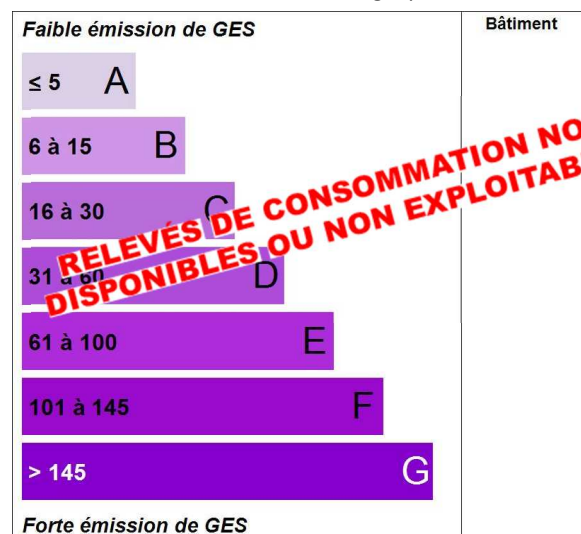 Faible émission de GES
Bâtiment
≤ 5 A
6 à 15 B
16 à 30 C
31 à 60 D
61 à 100 E
101 à 145 F
> 145 G
Forte émission de GES
RELEVÉS DE CONSOMMATION NO
DISPONIBLES OU NON EXPLOITAB